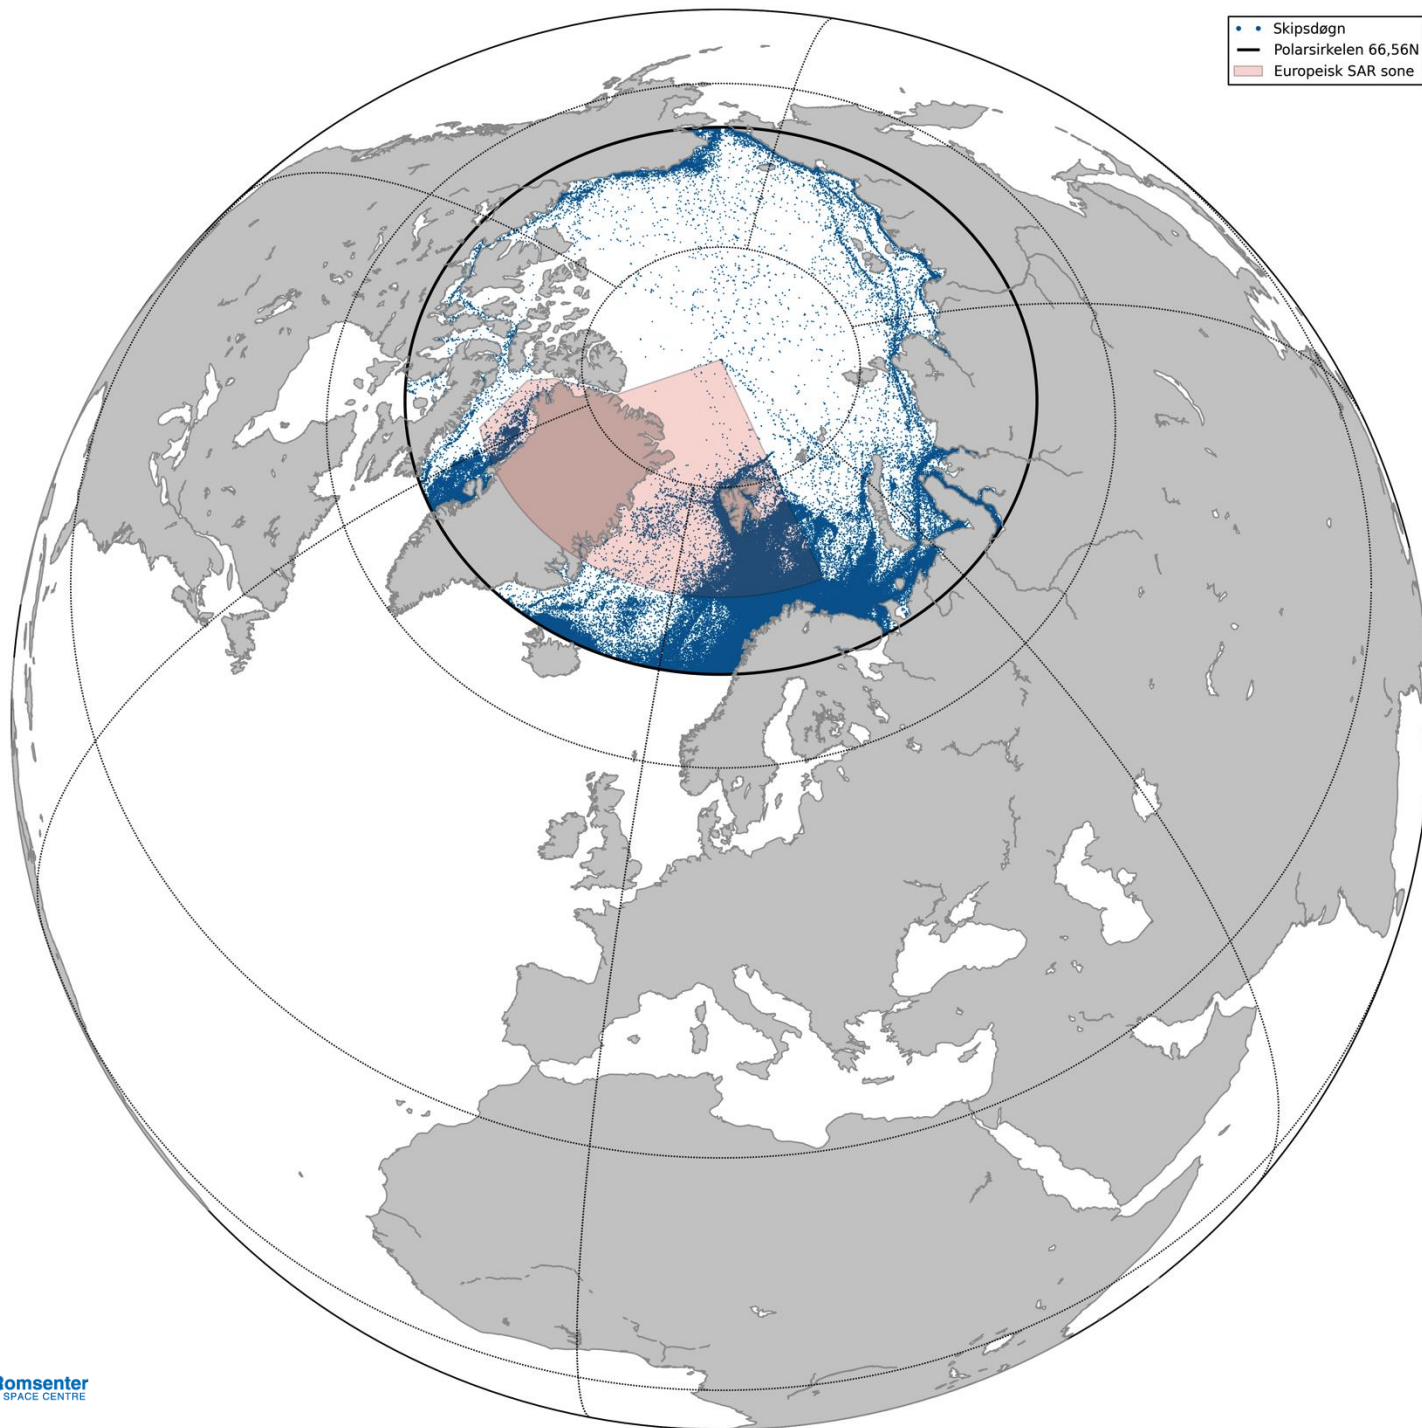 Skipsdøgn
Polarsirkelen 66,56N
Europeisk SAR sone
Romsenter
SPACE CENTRE